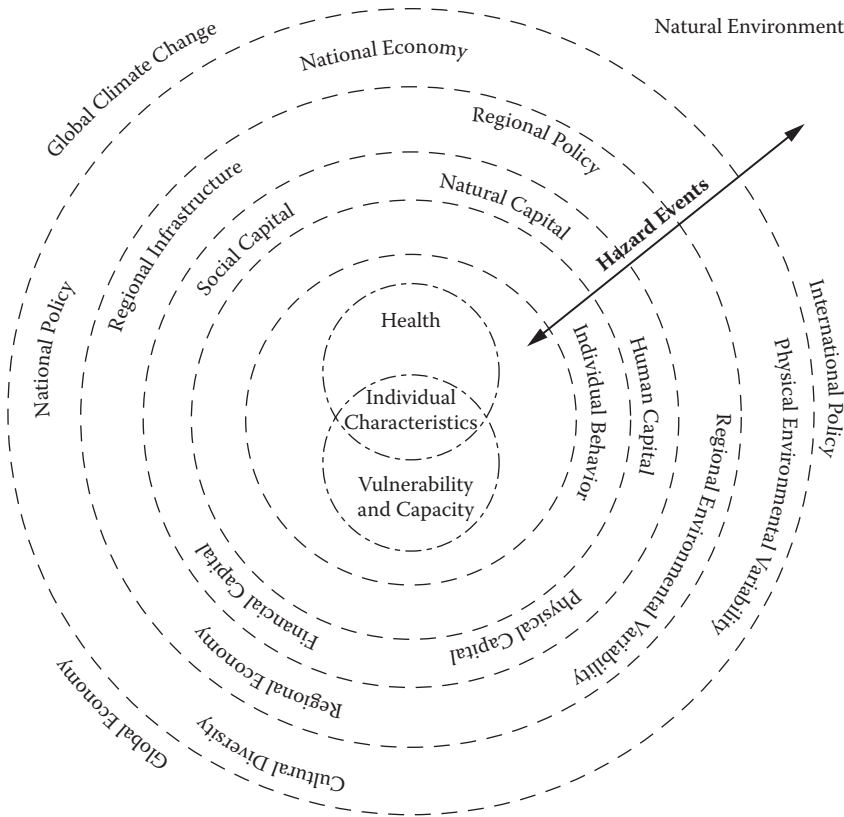 Natural Environment
Global Climate Change
National Economy
Regional Policy
Regional Infrastructure
Natural Capital
Social Capital
Hazard Events
National Policy
International Policy
Health
Individual Behavior
Human Capital
Physical Environmental Variability
Individual
Characteristics
Regional Environmental Variability
Vulnerability
and Capacity
Financial Capital
Physical Capital
Regional Economy
Global Economy
Cultural Diversity